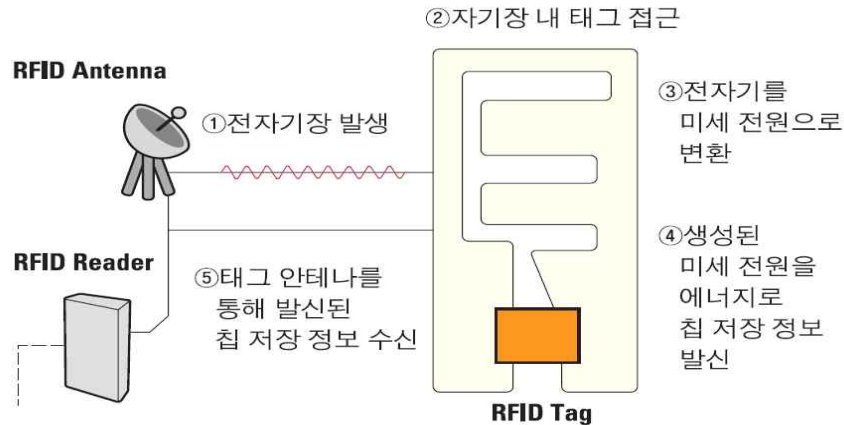 ②자기장 내 태그 접근
RFID Antenna
①전자기장 발생
③전자기를
미세 전원으로
변환
RFID Reader
⑤태그 안테나를
통해 발신된
칩 저장 정보 수신
④생성된
미세 전원을
에너지로
칩 저장 정보
발신
RFID Tag